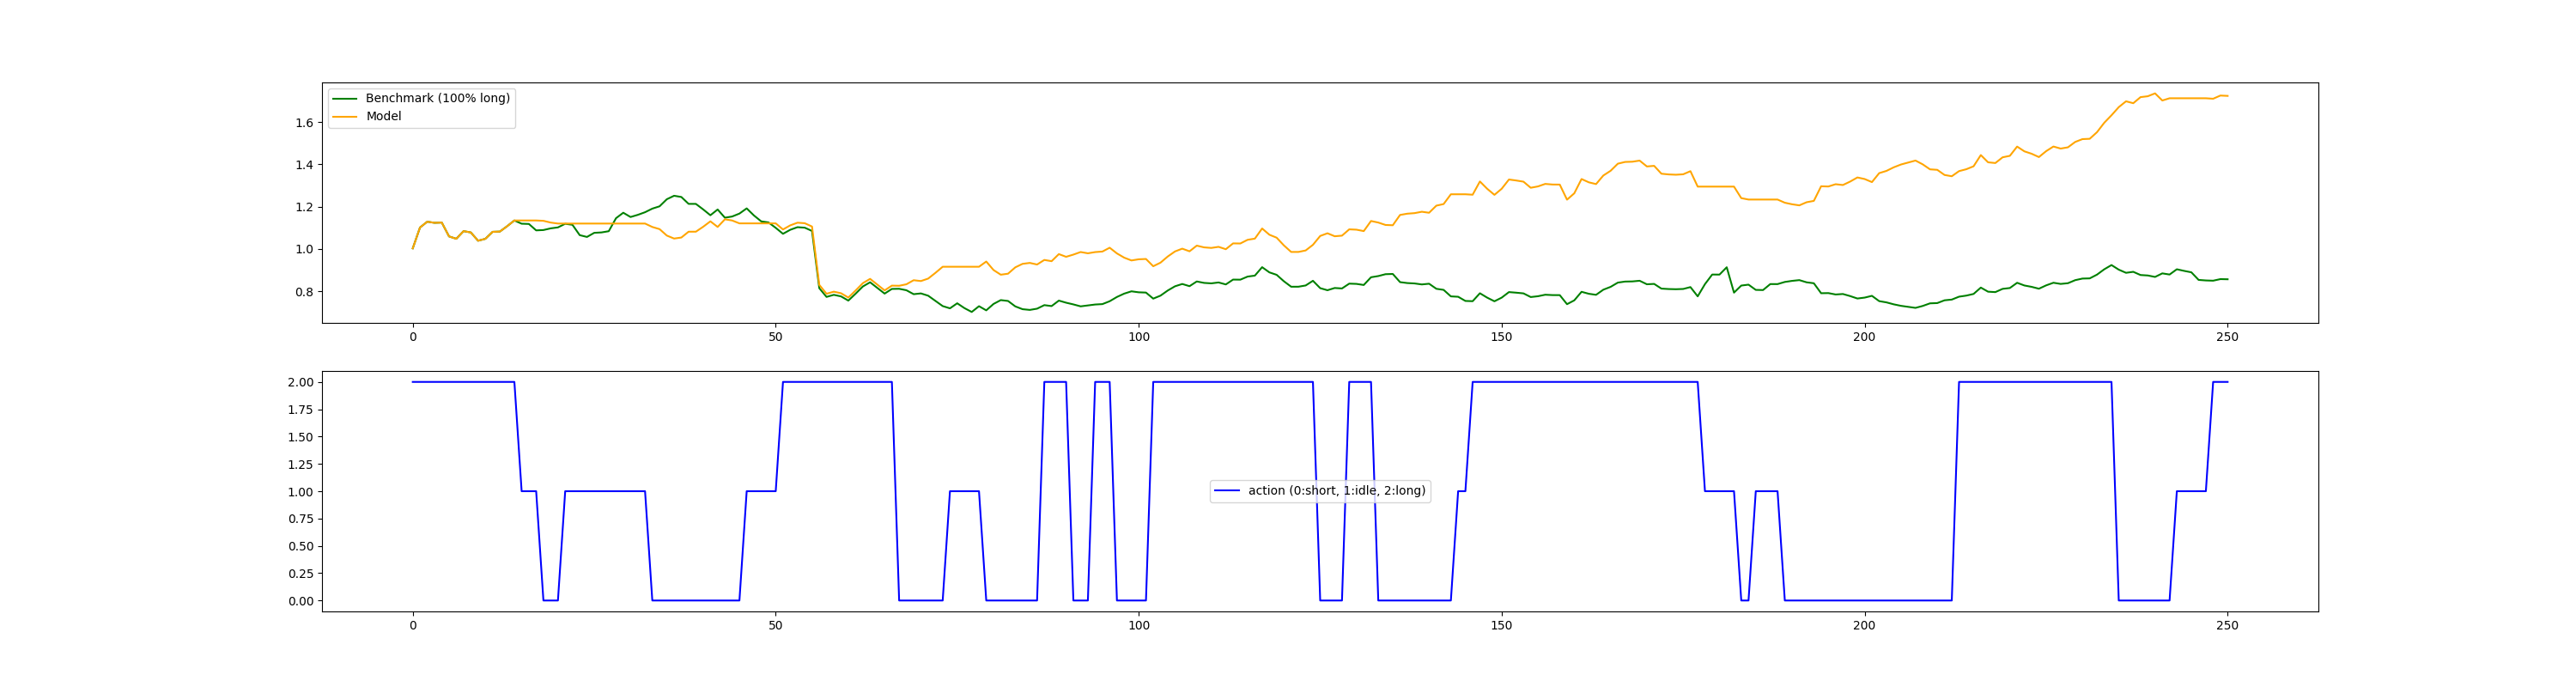 Benchmark (100% long)
Model
1.6
1.4
1.2
1.0
0.8
0 50 100 150 200 250
2.00
1.75
1.50
1.25
1.00
0.75
0.50
0.25
0.00
action (0:short, 1:idle, 2:long)
0 50 100 150 200 250